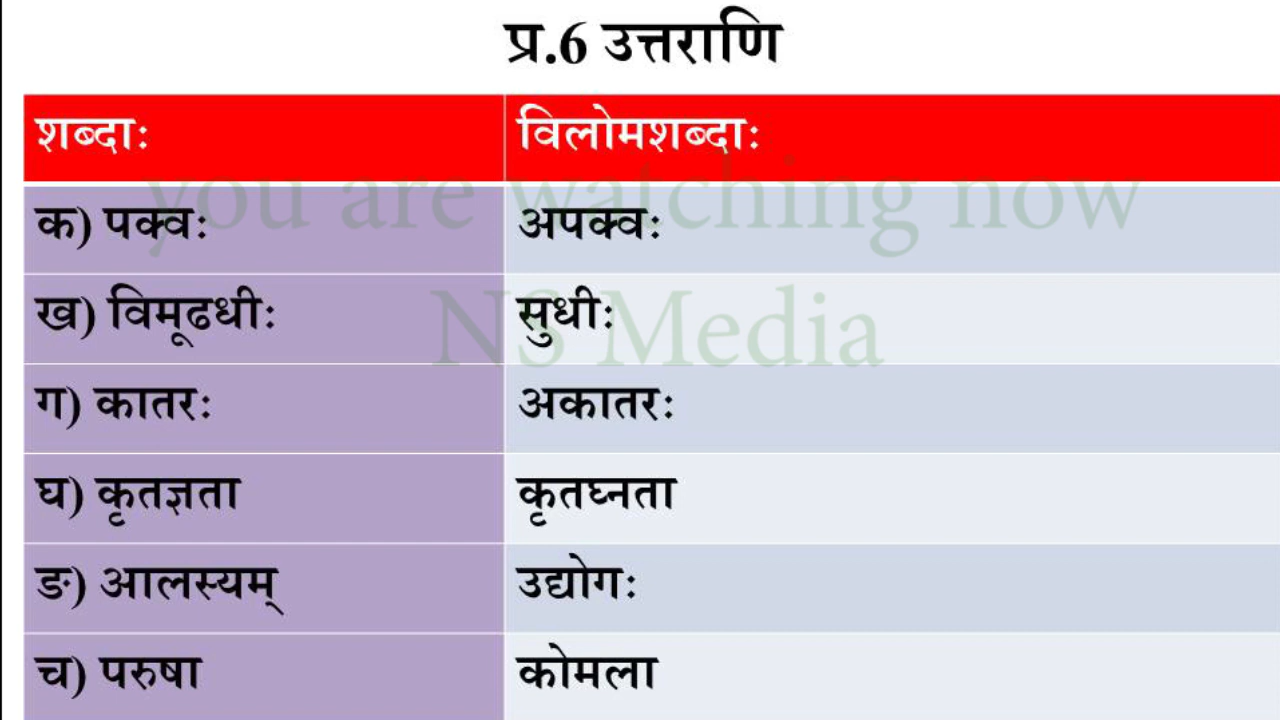 प्र.6 उत्तराणि
शब्दाः विलोमशब्दाः
you are watching now
क) पक्वः अपक्वः
ख) विमूढधीः सुधीः
NS Media
ग) कातरः अकातरः
घ) कृतज्ञता कृतघ्नता
ङ) आलस्यम् उद्योगः
च) परुषा कोमला